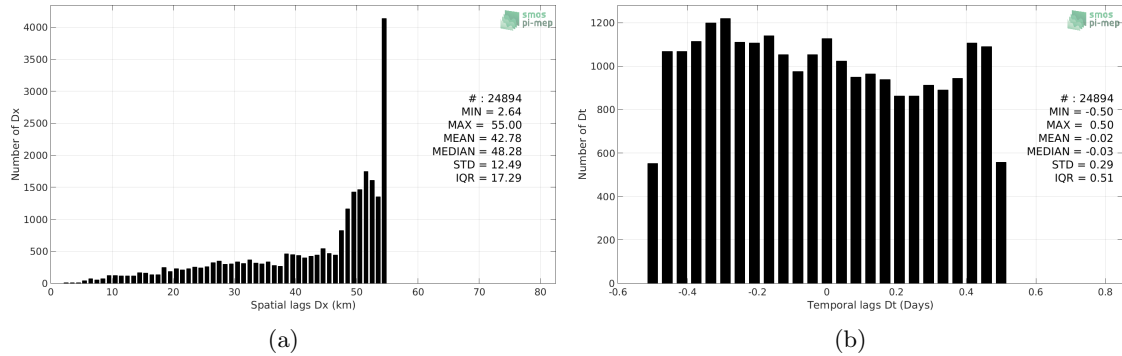 smos
pi-mep
Number of Dx
4000
3500
3000
2500
2000
1500
1000
500
0
# : 24894
MIN = 2.64
MAX = 55.00
MEAN = 42.78
MEDIAN = 48.28
STD = 12.49
IQR = 17.29
0 10 20 30 40 50 60 70 80
Spatial lags Dx (km)
(a)
smos
pi-mep
Number of Dt
1200
1000
800
600
400
200
0
# : 24894
MIN = -0.50
MAX = 0.50
MEAN = -0.02
MEDIAN = -0.03
STD = 0.29
IQR = 0.51
-0.6 -0.4 -0.2 0 0.2 0.4 0.6 0.8
Temporal lags Dt (Days)
(b)